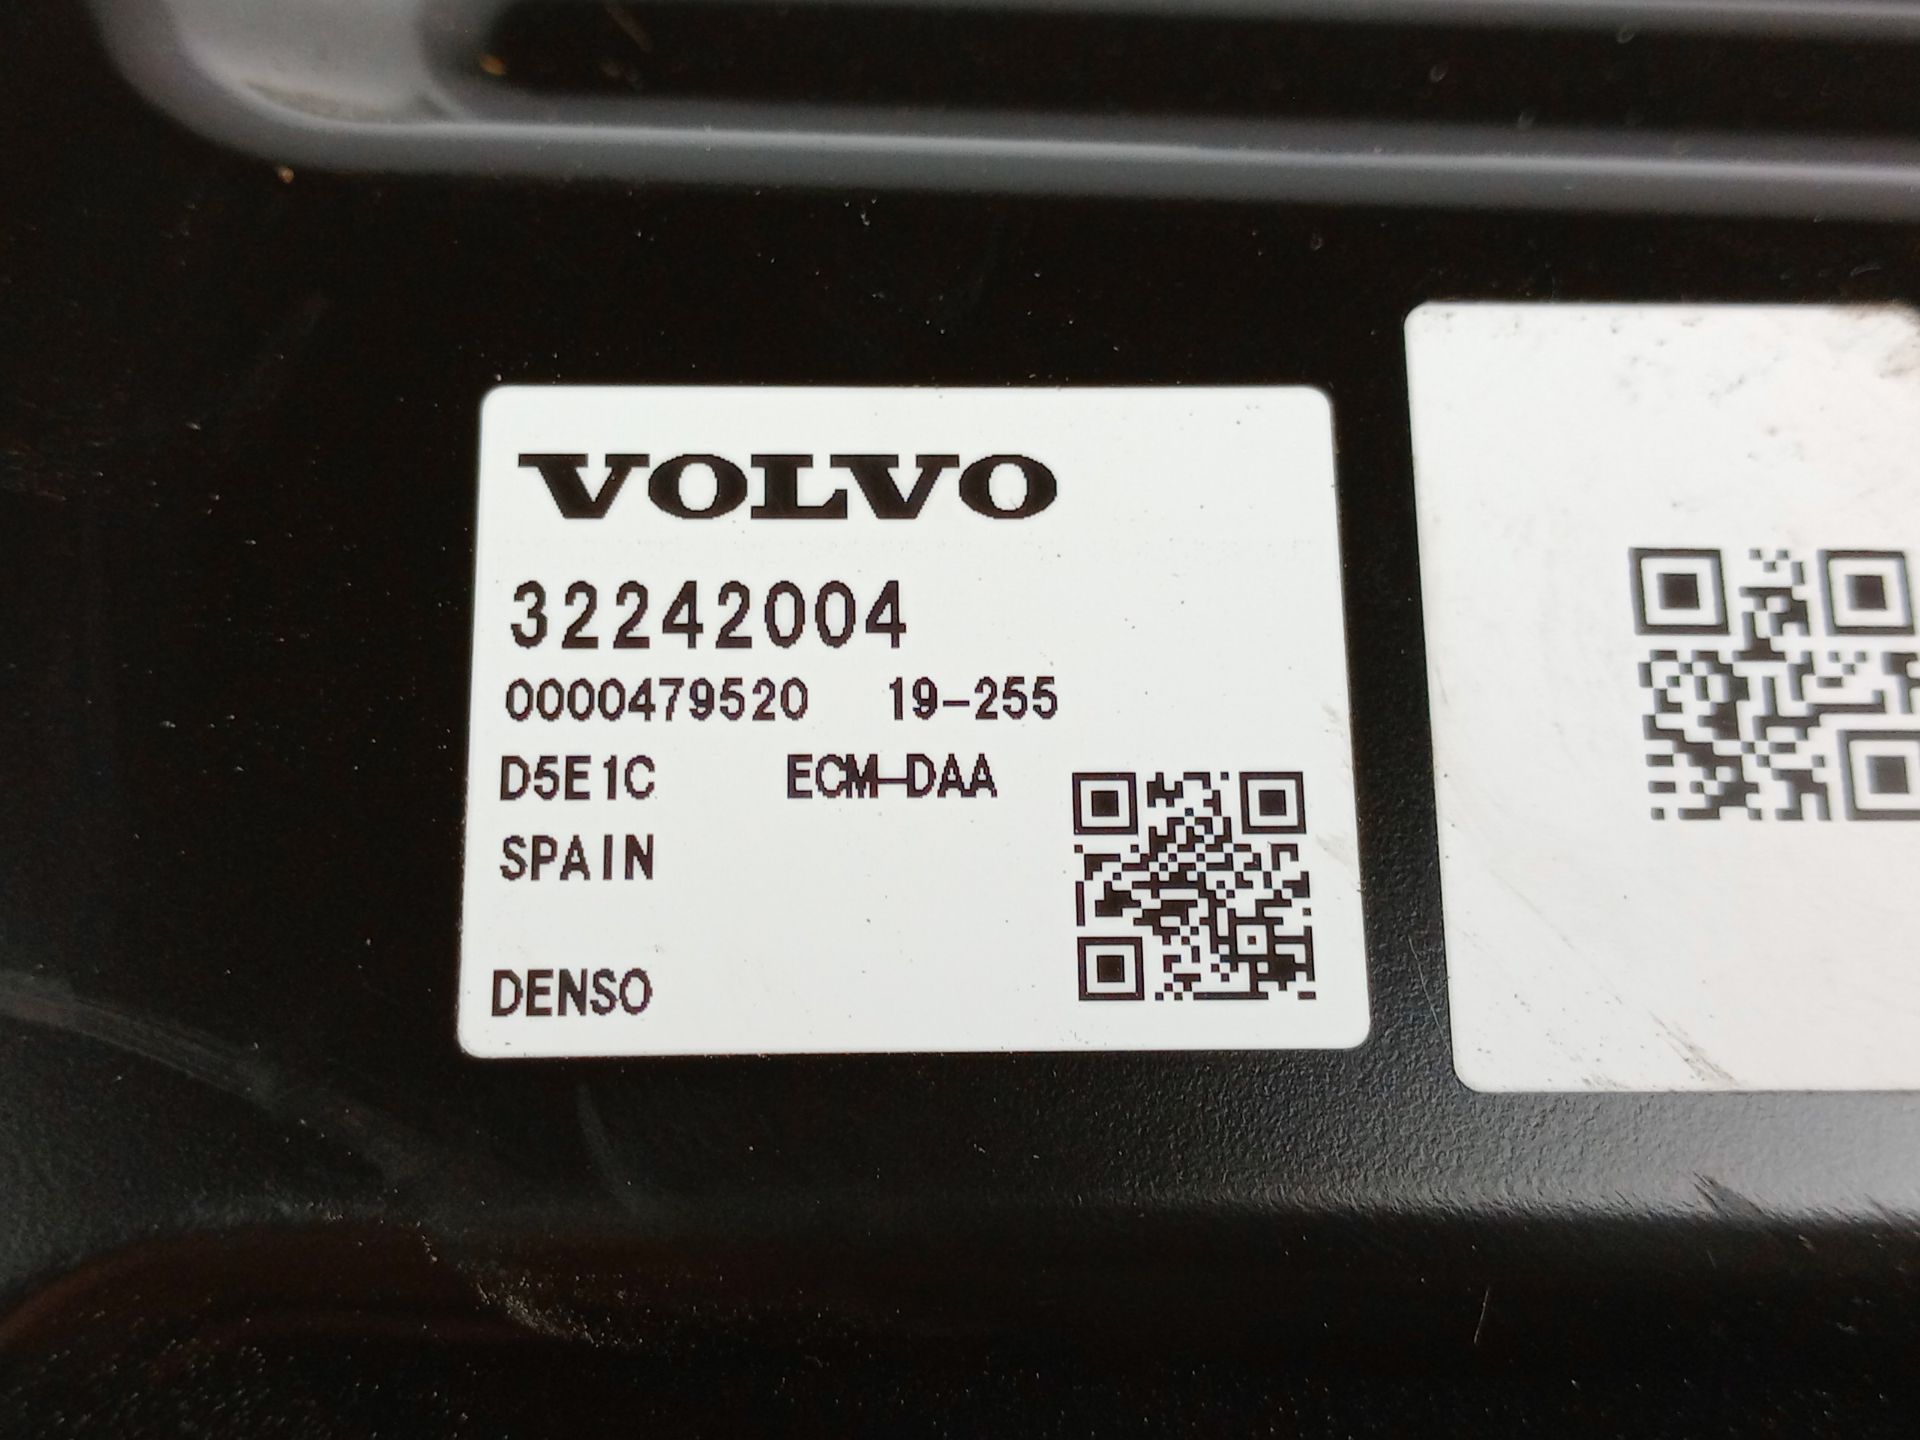 VOLVO
32242004
0000479520 19-255
D5E1C ECM-DAA
SPAIN
DENSO